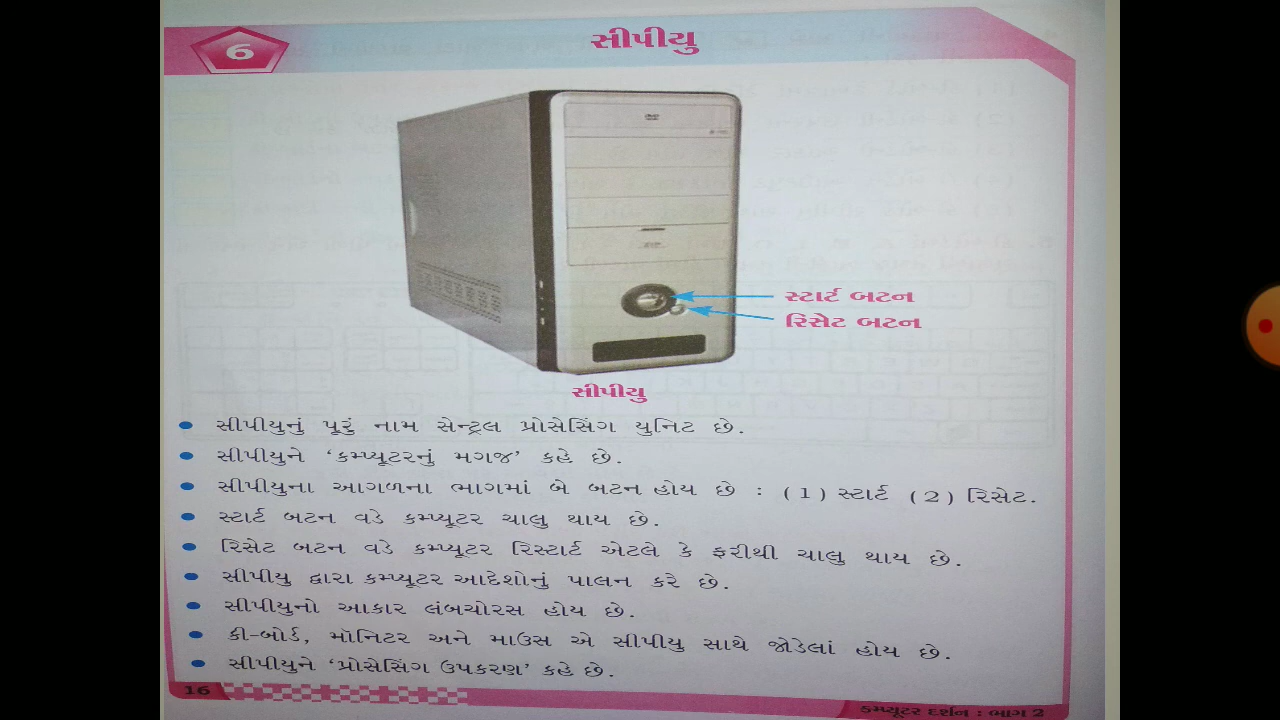 6
સીપીયુ
સ્ટાર્ટ બટન
રિસેટ બટન
સીપીયુ
સીપીયુનું પૂરું નામ સેન્ટ્રલ પ્રોસેસિંગ યુનિટ છે.
સીપીયુને ‘કમ્પ્યૂટરનું મગજ’ કહે છે.
સીપીયુના આગળના ભાગમાં બે બટન હોય છે : (1) સ્ટાર્ટ (2) રિસેટ.
સ્ટાર્ટ બટન વડે કમ્પ્યૂટર ચાલુ થાય છે.
રિસેટ બટન વડે કમ્પ્યૂટર રિસ્ટાર્ટ એટલે કે ફરીથી ચાલુ થાય છે.
સીપીયુ દ્વારા કમ્પ્યૂટર આદેશોનું પાલન કરે છે.
સીપીયુનો આકાર લંબચોરસ હોય છે.
કી-બોર્ડ, મૉનિટર અને માઉસ એ સીપીયુ સાથે જોડેલાં હોય છે.
સીપીયુને ‘પ્રોસેસિંગ ઉપકરણ’ કહે છે.
16
કમ્પ્યૂટર દર્શન : ભાગ 2